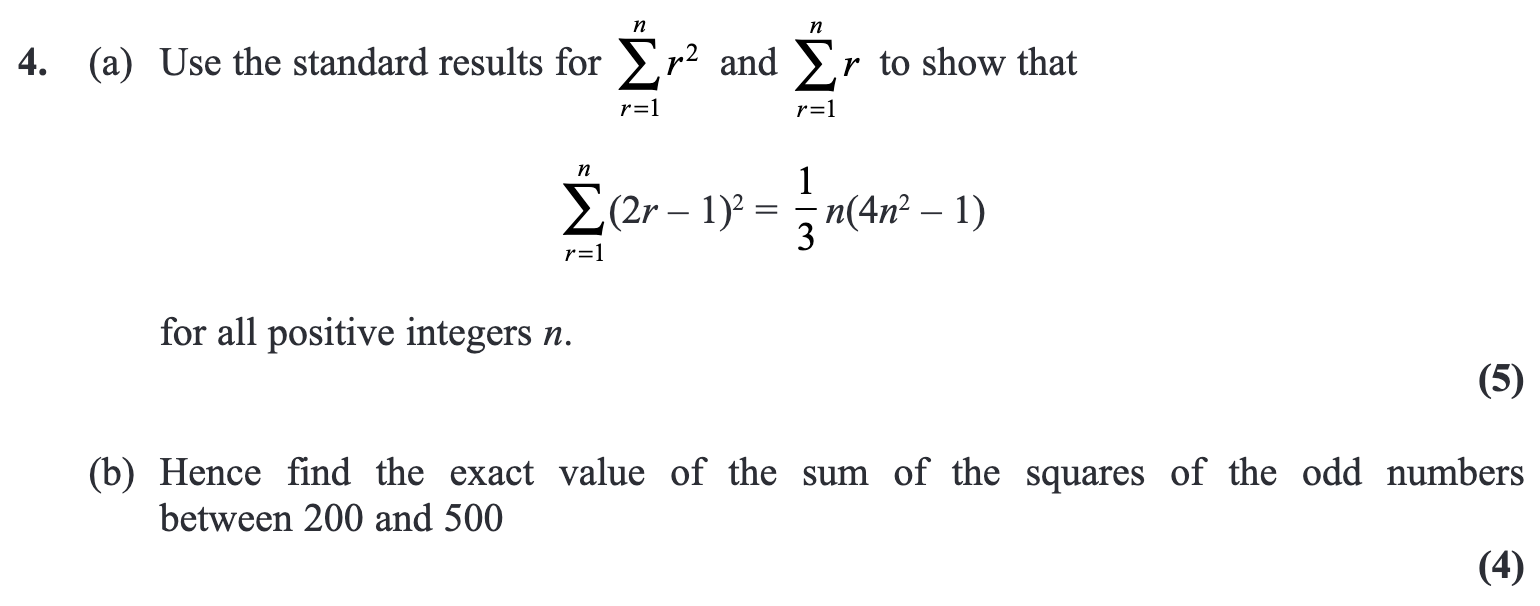 4. (a) Use the standard results for $\sum_{r=1}^{n} r^2$ and $\sum_{r=1}^{n} r$ to show that
$\sum_{r=1}^{n} (2r - 1)^2 = \frac{1}{3} n(4n^2 - 1)$
for all positive integers n.
(5)
(b) Hence find the exact value of the sum of the squares of the odd numbers
between 200 and 500
(4)